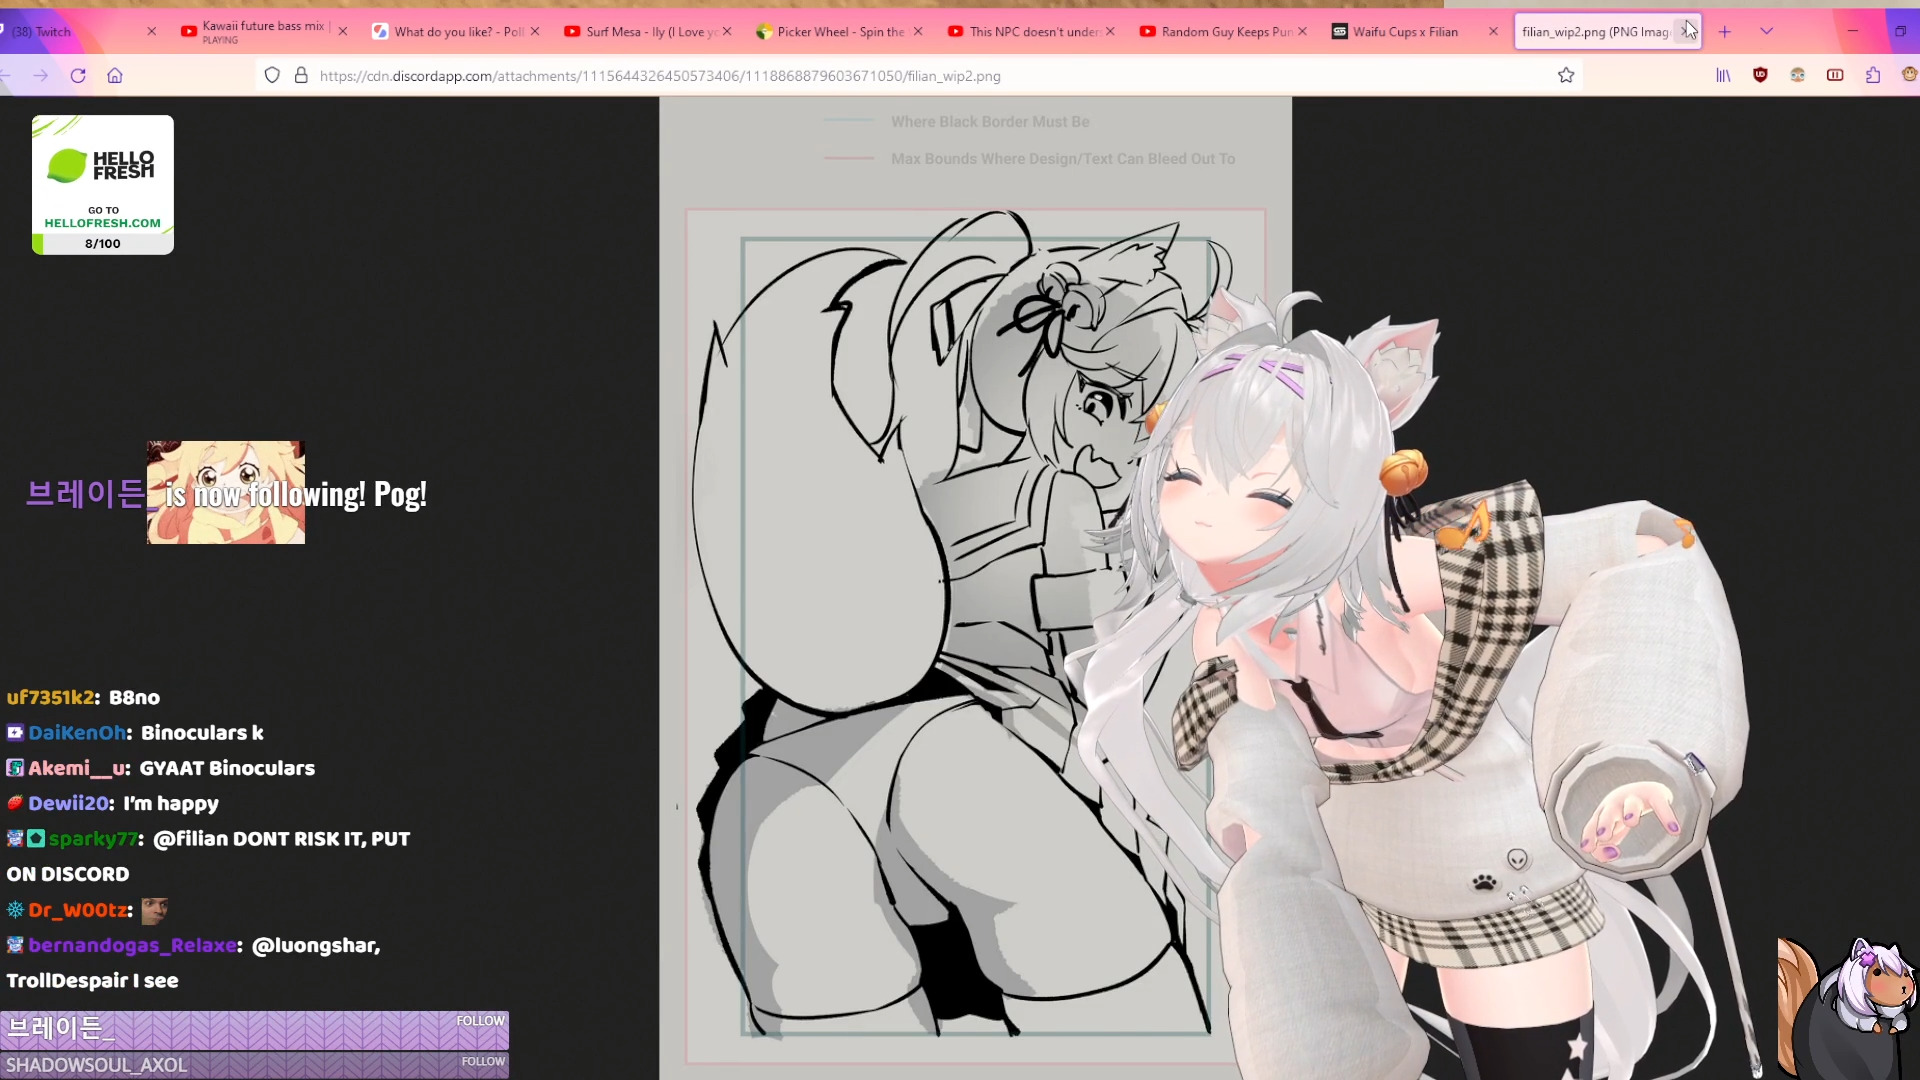 (38) Twitch
Kawaii future bass mix |
PLAYING
What do you like? - Poll
Surf Mesa - Ily (I Love yo
Picker Wheel - Spin the
This NPC doesn't under
Random Guy Keeps Pun
Waifu Cups x Filian
filian_wip2.png (PNG Imag
https://cdn.discordapp.com/attachments/1115644326450573406/1118868879603671050/filian_wip2.png
Where Black Border Must Be
Max Bounds Where Design/Text Can Bleed Out To
HELLO
FRESH
GO TO
HELLOFRESH.COM
8/100
브레이든_ is now following! Pog!
uf7351k2: B8no
DaiKenOh: Binoculars k
Akemi__u: GYAAT Binoculars
Dewii20: I'm happy
sparky77: @filian DONT RISK IT, PUT
ON DISCORD
Dr_W00tz:
bernandogas_Relaxe: @luongshar,
TrollDespair I see
브레이든_
FOLLOW
SHADOWSOUL_AXOL
FOLLOW